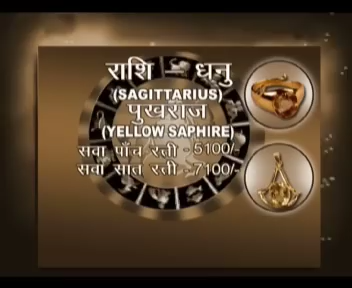 राशि धनु
(SAGITTARIUS)
पुखराज
(YELLOW SAPHIRE)
सवा पाँच रत्ती - 5100/-
सवा सात रत्ती - 7100/-